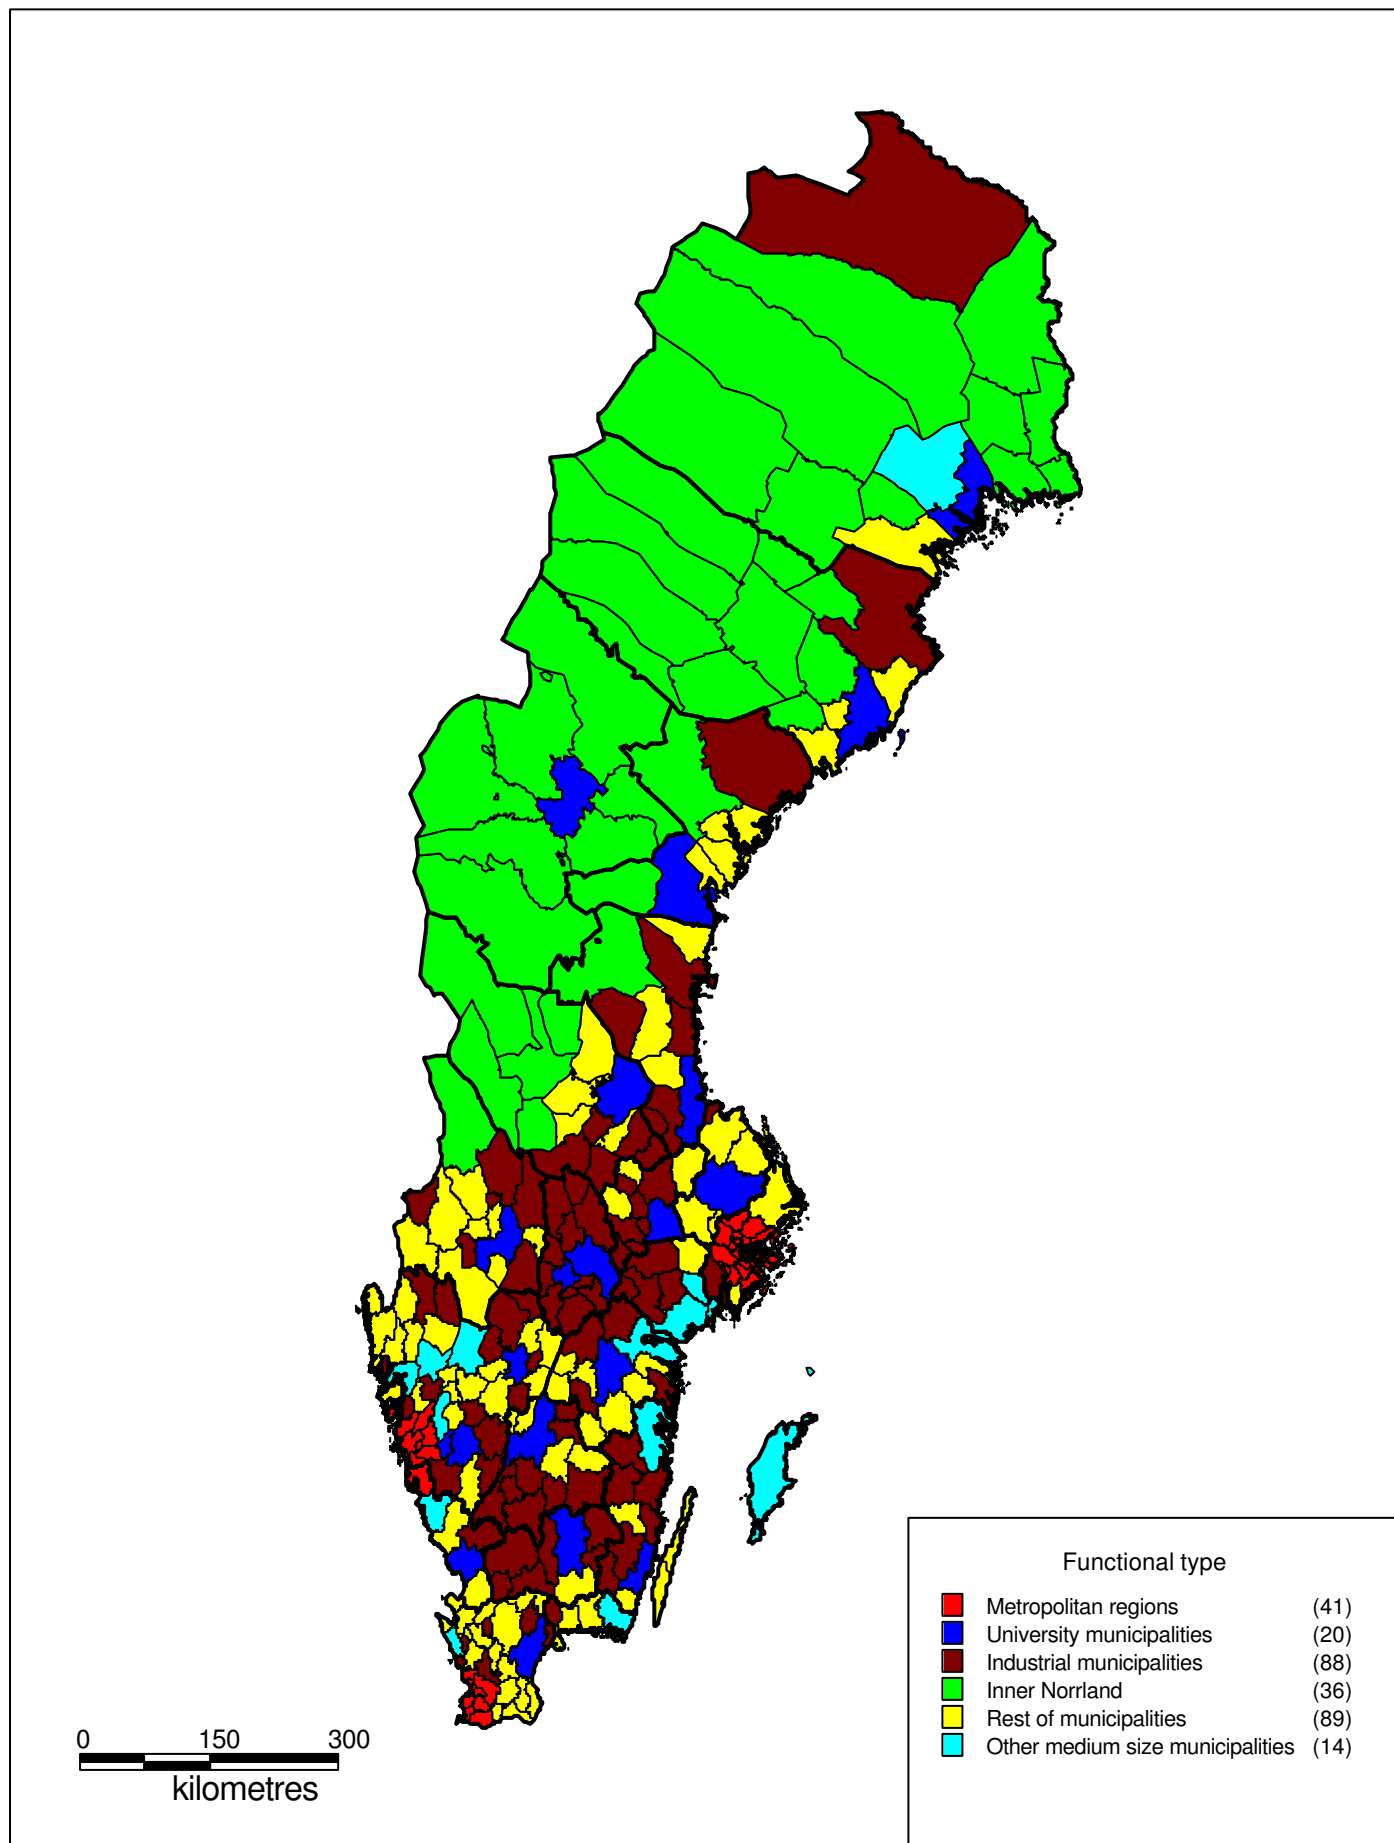 Functional type
Metropolitan regions (41)
University municipalities (20)
Industrial municipalities (88)
Inner Norrland (36)
Rest of municipalities (89)
Other medium size municipalities (14)
0 150 300
kilometres